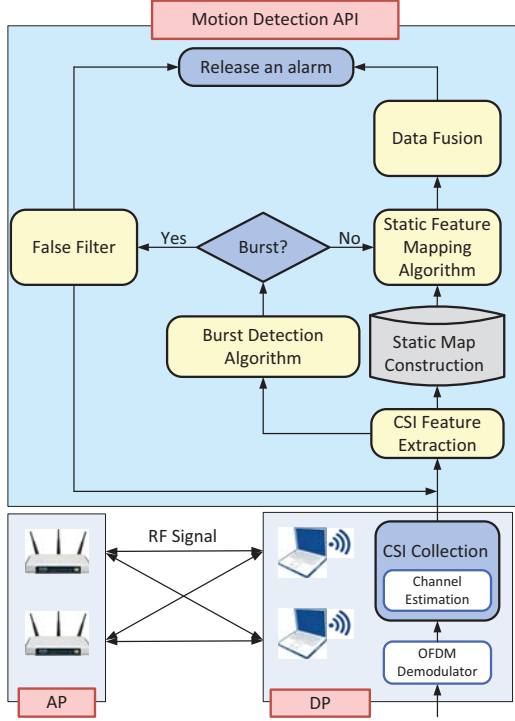 Motion Detection API
Release an alarm
Data Fusion
False Filter
Yes
Burst?
No
Static Feature
Mapping
Algorithm
Burst Detection
Algorithm
Static Map
Construction
CSI Feature
Extraction
RF Signal
CSI Collection
Channel
Estimation
OFDM
Demodulator
AP
DP